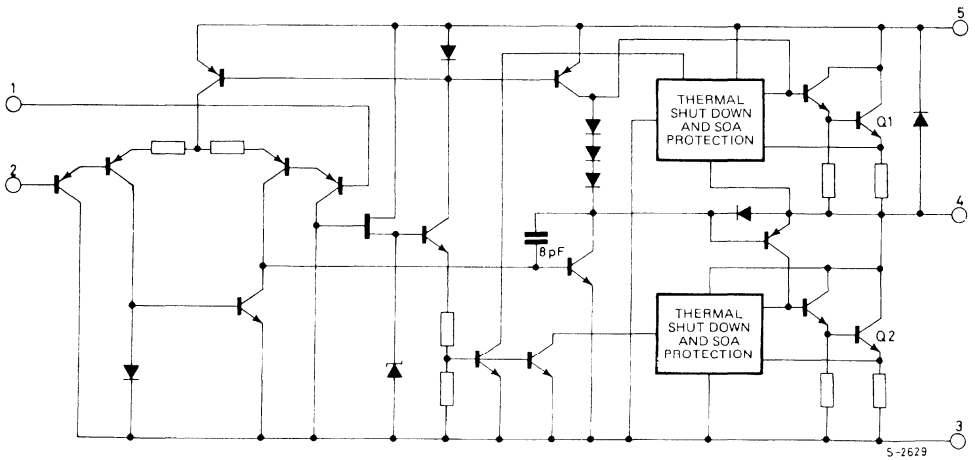 5
1
THERMAL
SHUT DOWN
AND SOA
PROTECTION
Q1
2
4
8pF
THERMAL
SHUT DOWN
AND SOA
PROTECTION
Q2
3
S-2629